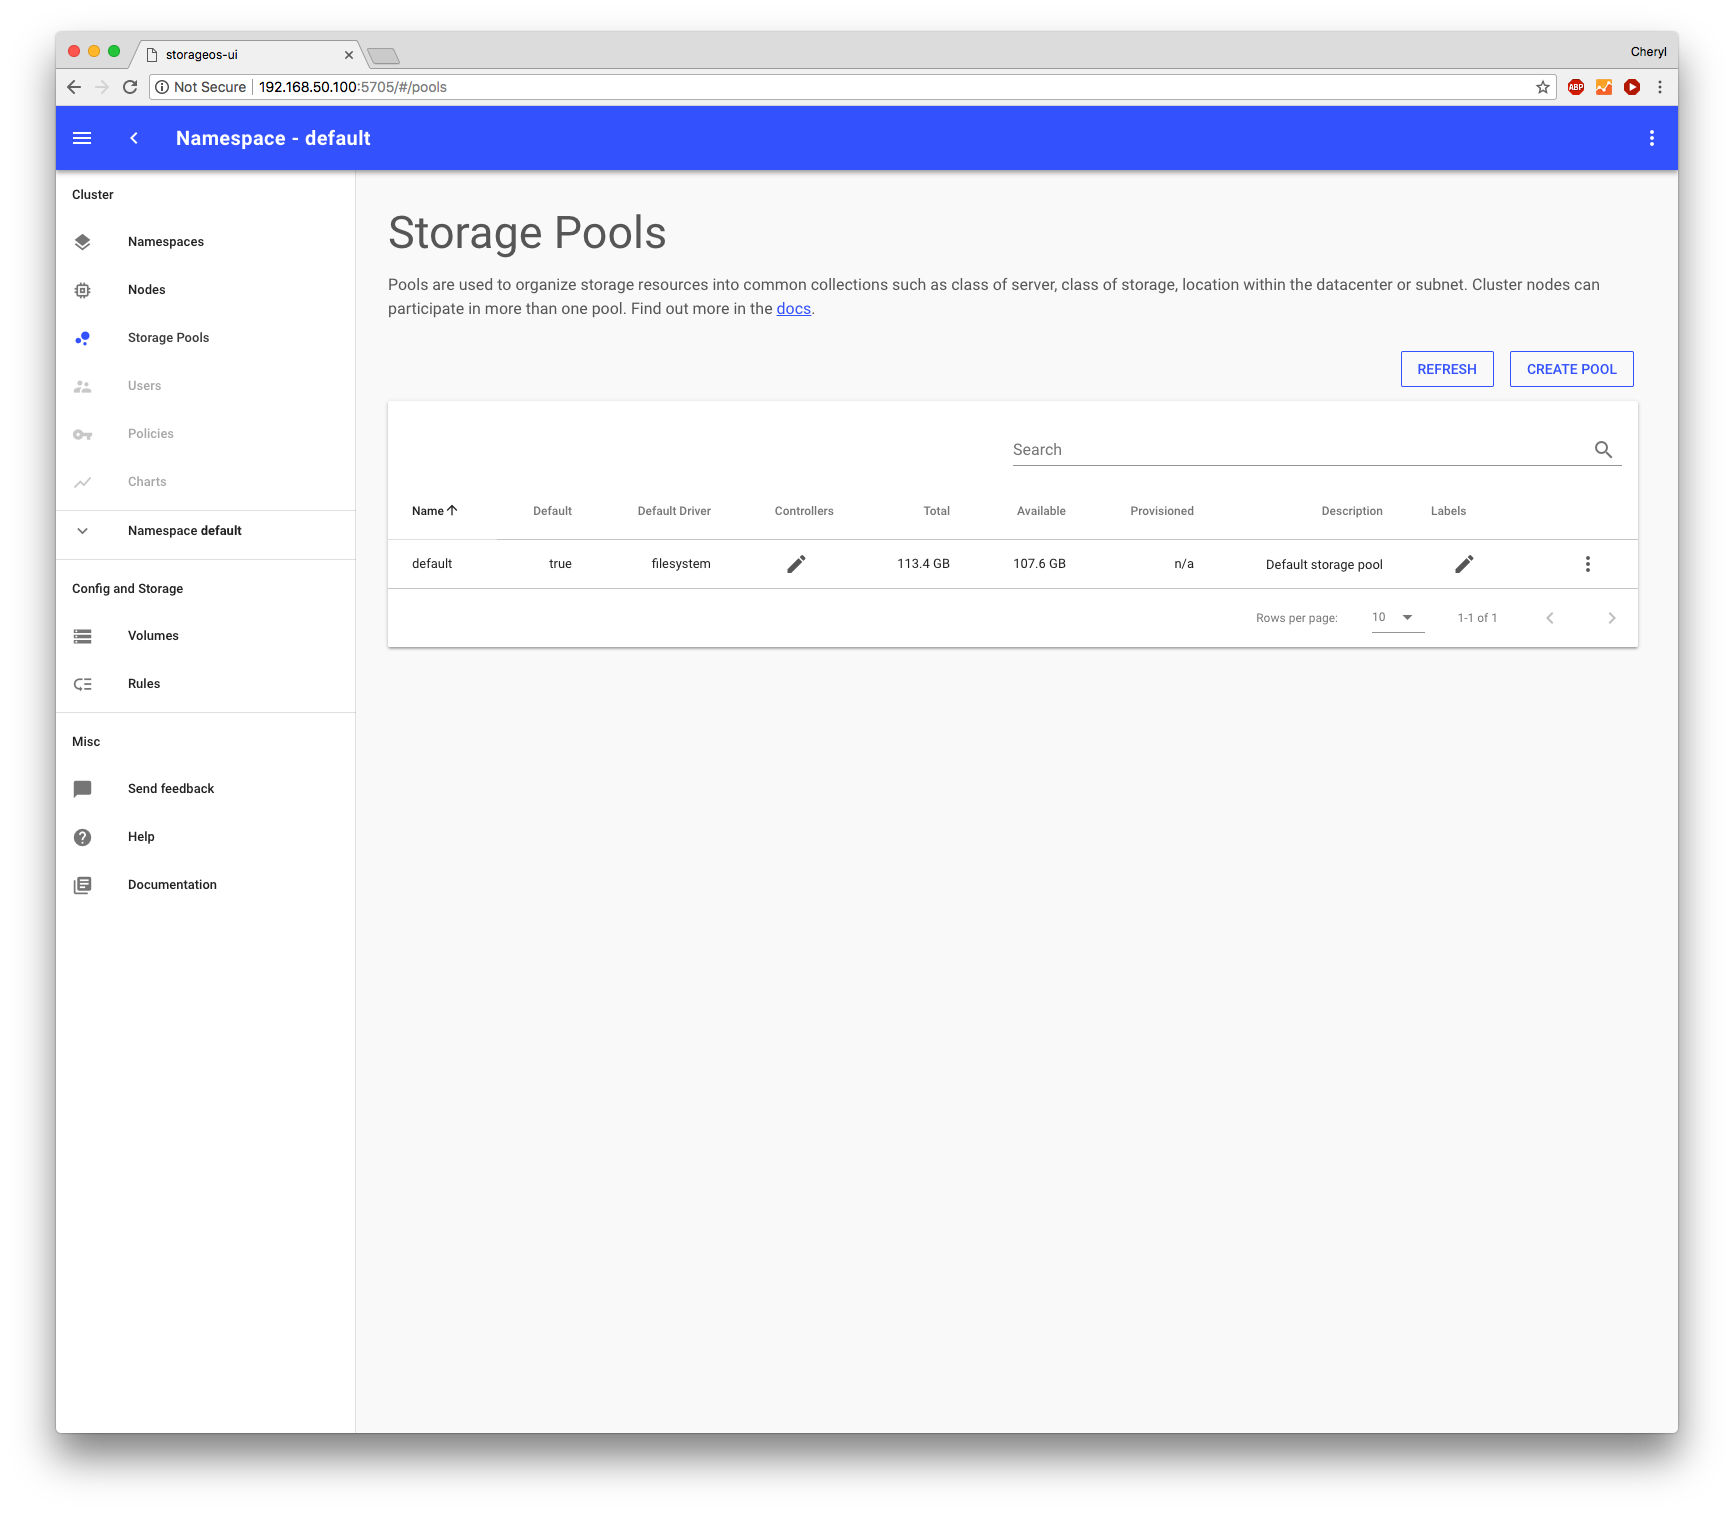 storageos-ui
Cheryl
Not Secure 192.168.50.100:5705/#/pools
ABP
Namespace - default
Cluster
Namespaces
Nodes
Storage Pools
Users
Policies
Charts
Namespace default
Config and Storage
Volumes
Rules
Misc
Send feedback
Help
Documentation
Storage Pools
Pools are used to organize storage resources into common collections such as class of server, class of storage, location within the datacenter or subnet. Cluster nodes can
participate in more than one pool. Find out more in the docs.
REFRESH CREATE POOL
Search
Name Default Default Driver Controllers Total Available Provisioned Description Labels
default true filesystem 113.4 GB 107.6 GB n/a Default storage pool
Rows per page: 10 1-1 of 1